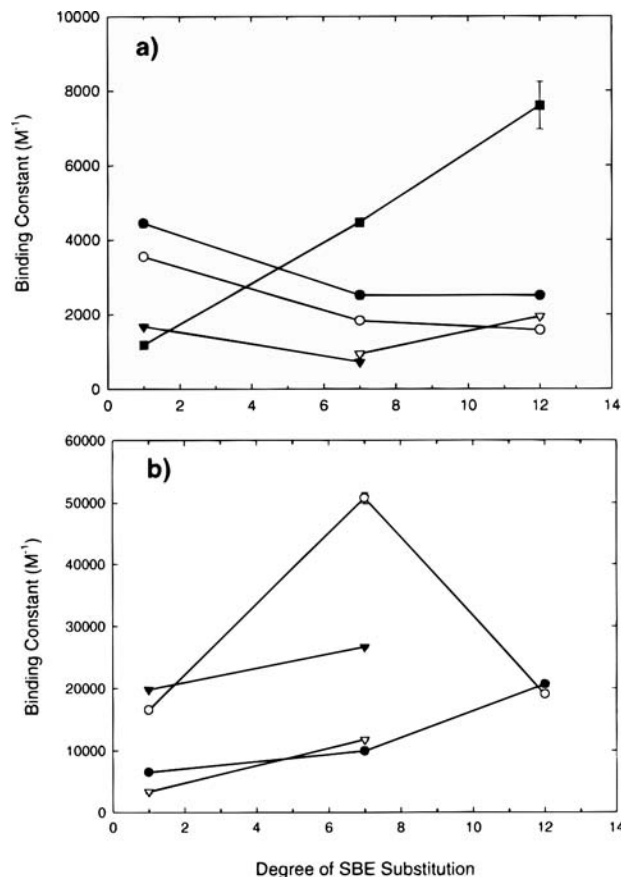 a)
10000
8000
6000
4000
2000
0
Binding Constant (M⁻¹)
0 2 4 6 8 10 12 14
b)
60000
50000
40000
30000
20000
10000
0
Binding Constant (M⁻¹)
0 2 4 6 8 10 12 14
Degree of SBE Substitution